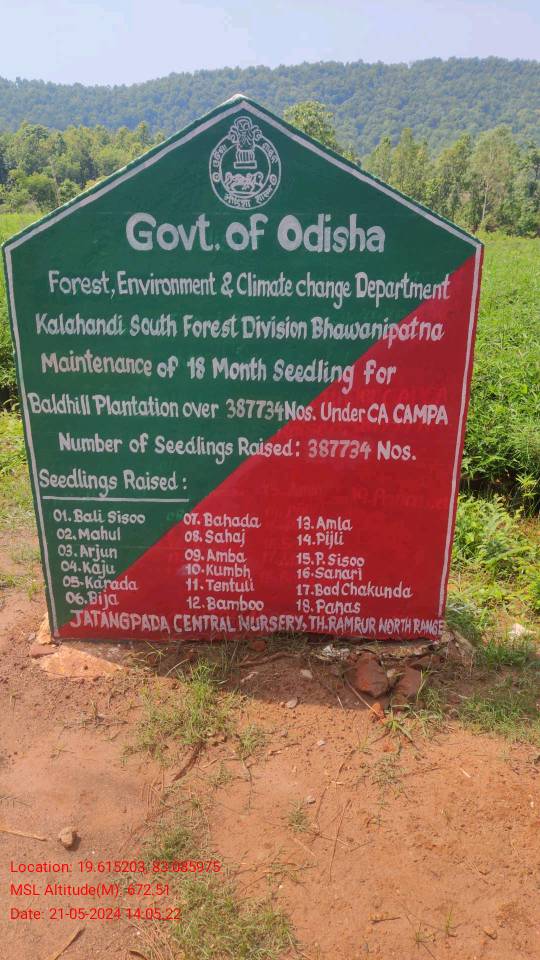 Govt. of Odisha
Forest, Environment & Climate change Department
Kalahandi South Forest Division Bhawanipatna
Maintenance of 18 Month Seedling for
Baldhill Plantation over 387734 Nos. Under CA CAMPA
Number of Seedlings Raised: 387734 Nos.
Seedlings Raised:
01. Bali Sisoo
02. Mahul
03. Arjun
04. Kaju
05. Karada
06. Bija
07. Bahada
08. Sahaj
09. Amba
10. Kumbh
11. Tentuli
12. Bamboo
13. Amla
14. Pijli
15. P. Sisoo
16. Sanari
17. Bad Chakunda
18. Panas
JATANGPADA CENTRAL NURSERY, TH. RAMRUR NORTH RANGE
Location: 19.615203, 83.085975
MSL Altitude(M): 672.51
Date: 21-05-2024 14:05:22